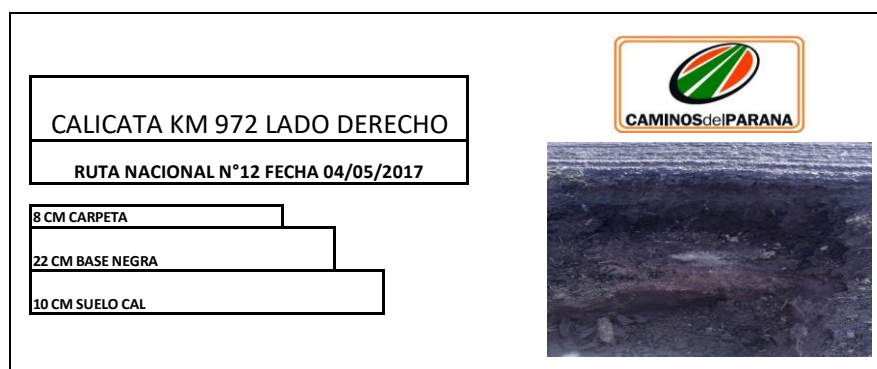 CALICATA KM 972 LADO DERECHO
RUTA NACIONAL N°12 FECHA 04/05/2017
8 CM CARPETA
22 CM BASE NEGRA
10 CM SUELO CAL
CAMINOSdelPARANA